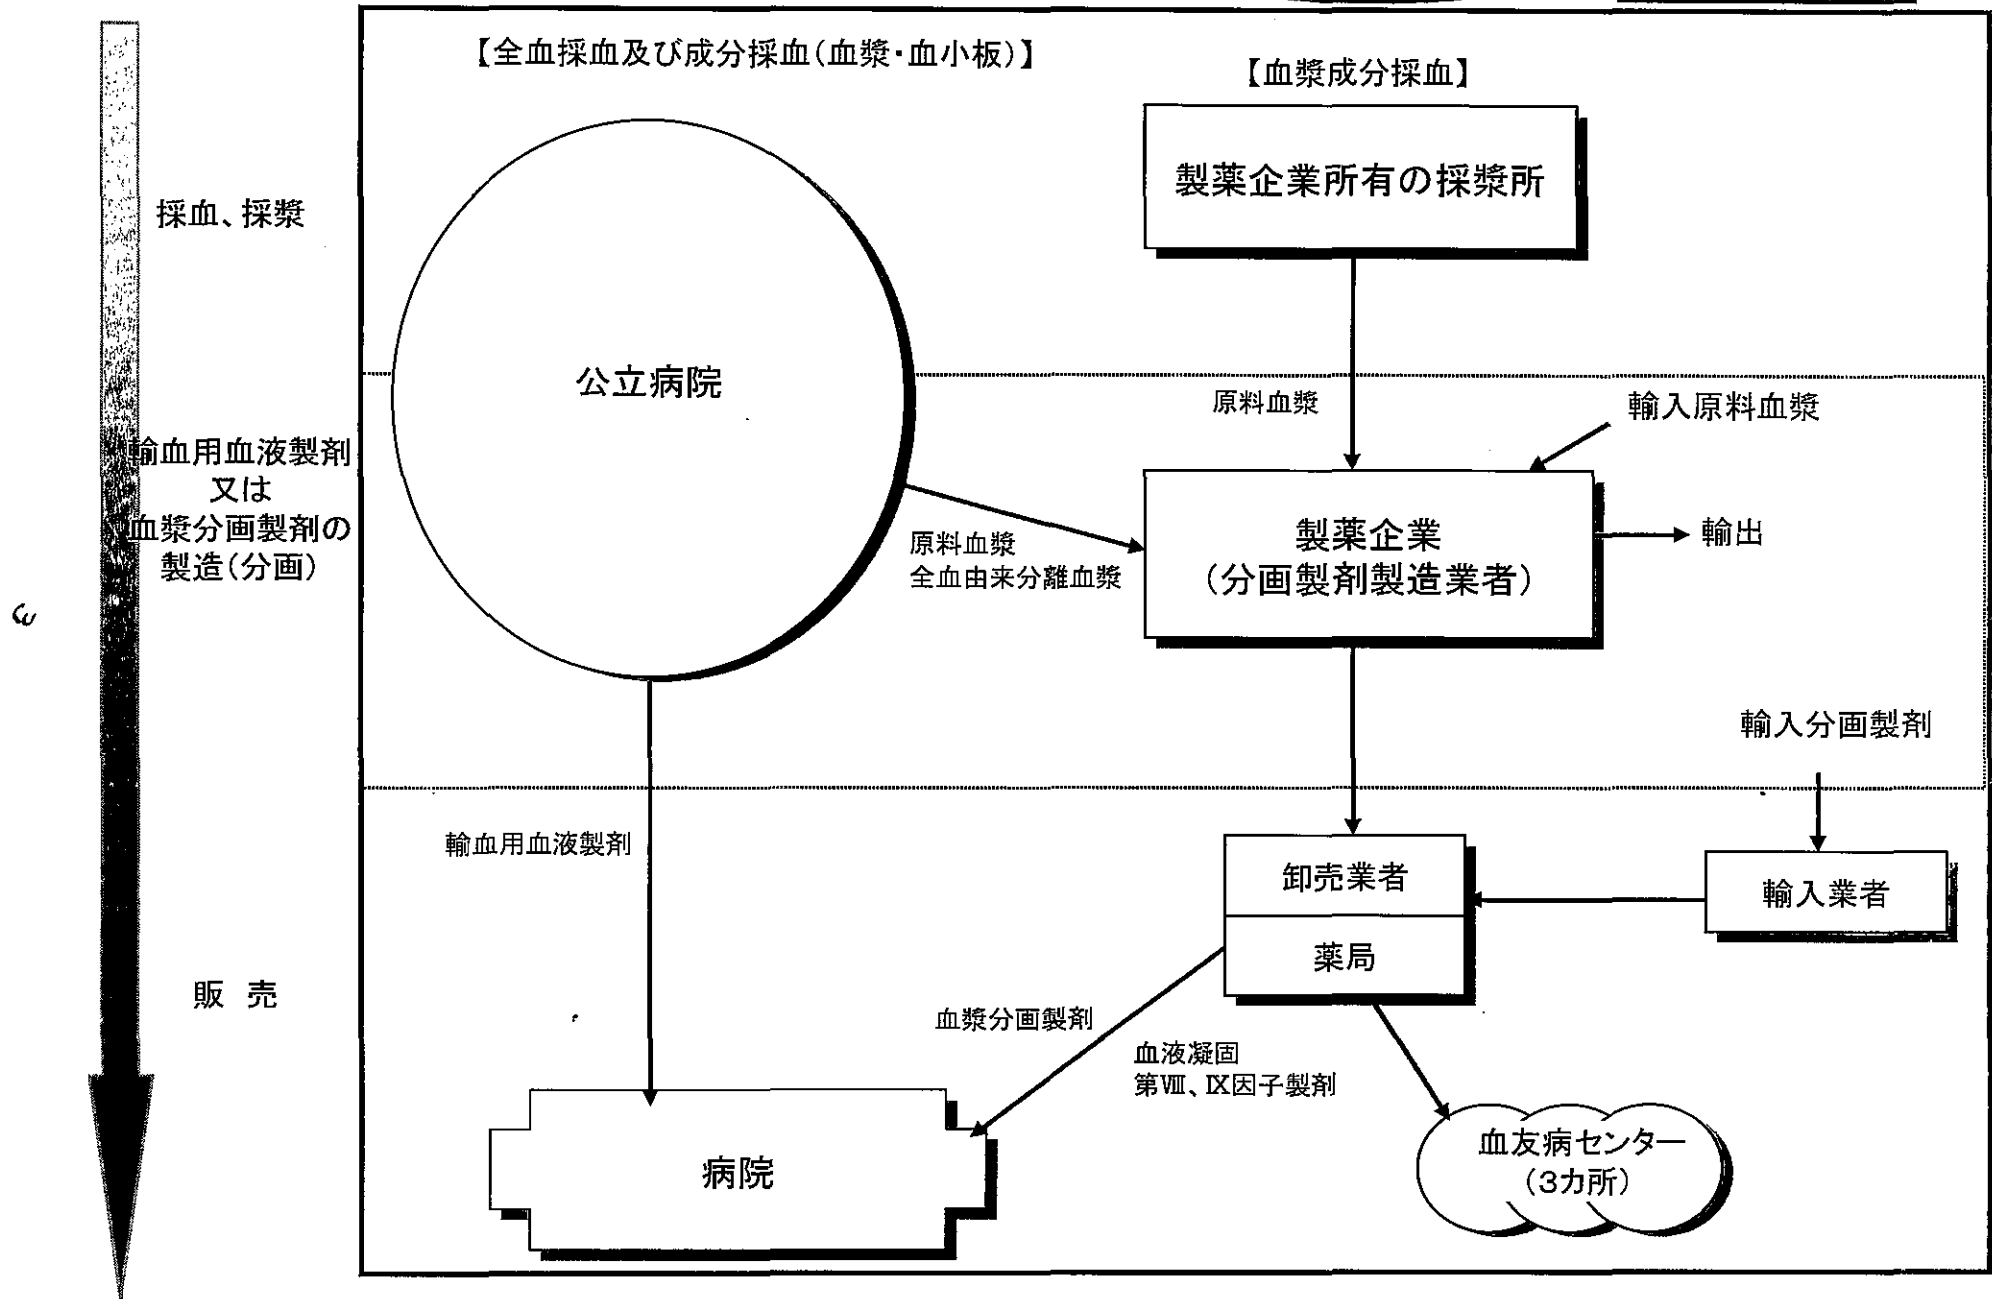 【全血採血及び成分採血(血漿・血小板)】
【血漿成分採血】
製薬企業所有の採漿所
採血、採漿
公立病院
原料血漿
輸入原料血漿
輸血用血液製剤
又は
血漿分画製剤の
製造(分画)
製薬企業
(分画製剤製造業者)
輸出
原料血漿
全血由来分離血漿
輸入分画製剤
輸血用血液製剤
卸売業者
薬局
輸入業者
販 売
血漿分画製剤
血液凝固
第Ⅷ、Ⅸ因子製剤
病院
血友病センター
(3カ所)
3